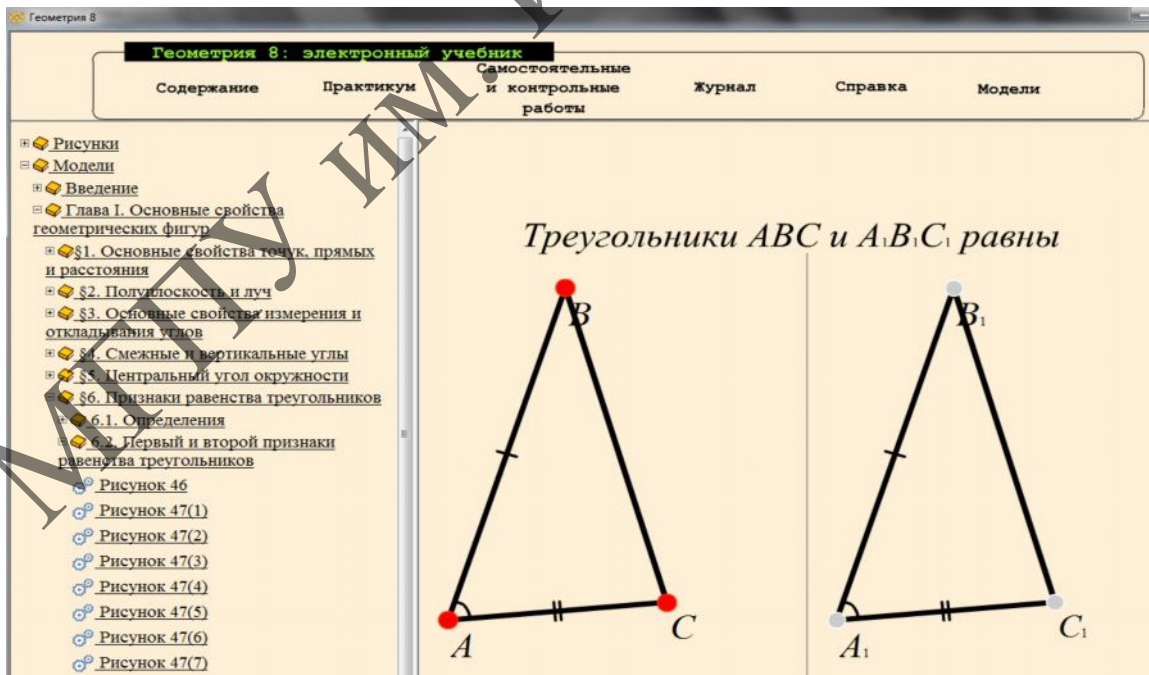 Геометрия 8
Геометрия 8: электронный учебник
Содержание
Практикум
Самостоятельные
и контрольные
работы
Журнал
Справка
Модели
Рисунки
Модели
Введение
Глава I. Основные свойства
геометрических фигур
§1. Основные свойства точук, прямых
и расстояния
§2. Полуплоскость и луч
§3. Основные свойства измерения и
откладывания углов
§4. Смежные и вертикальные углы
§5. Центральный угол окружности
§6. Признаки равенства треугольников
6.1. Определения
6.2. Первый и второй признаки
равенства треугольников
Рисунок 46
Рисунок 47(1)
Рисунок 47(2)
Рисунок 47(3)
Рисунок 47(4)
Рисунок 47(5)
Рисунок 47(6)
Рисунок 47(7)
Треугольники ABC и A₁B₁C₁ равны
B
A
C
B₁
A₁
C₁
МГПУ им.